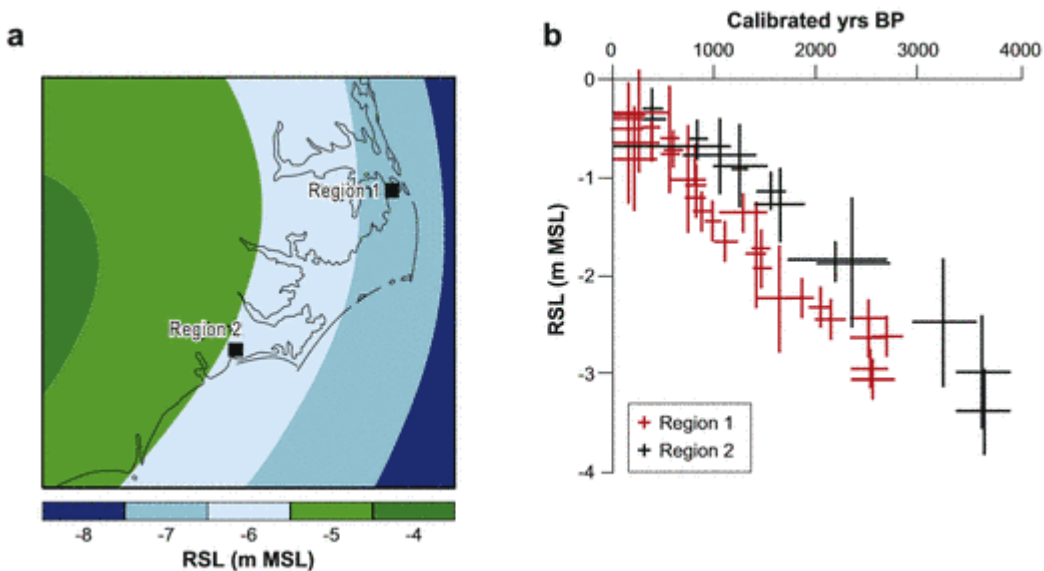 a
Region 1
Region 2
-8 -7 -6 -5 -4
RSL (m MSL)
b
Calibrated yrs BP
0 1000 2000 3000 4000
0
-1
-2
-3
-4
RSL (m MSL)
Region 1
Region 2